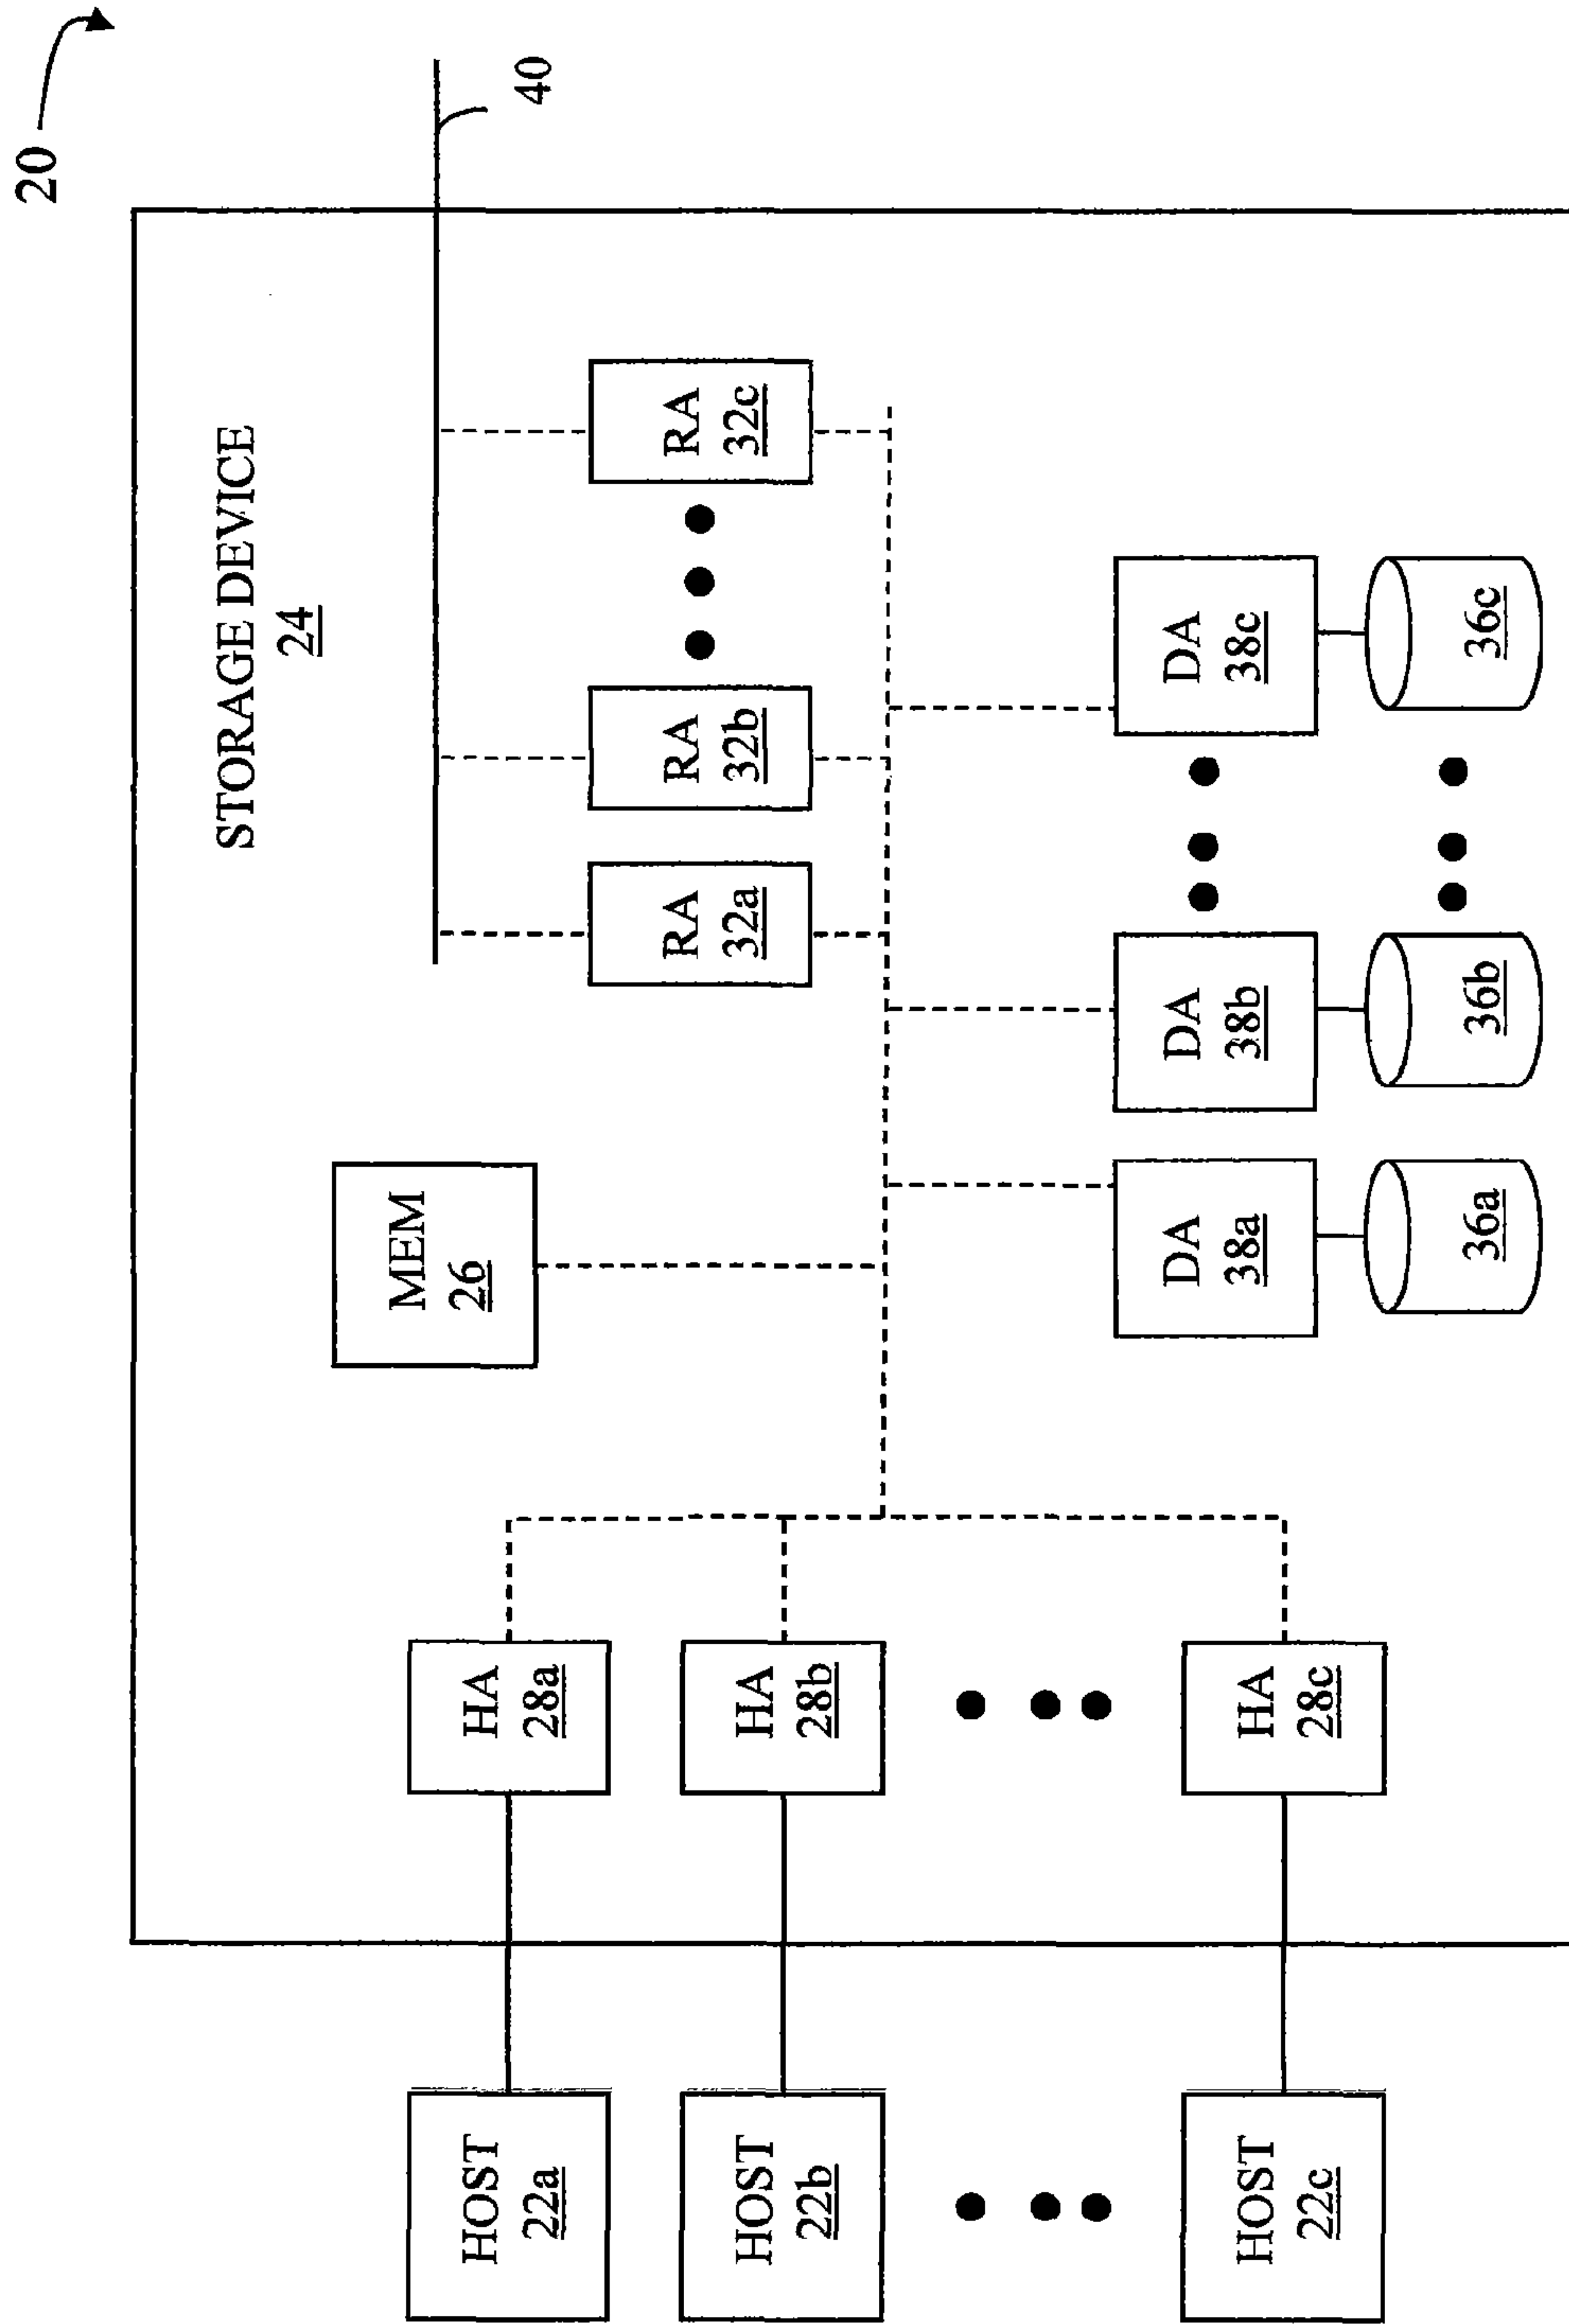 20
40
STORAGE DEVICE
24
MEM
26
RA
32a
RA
32b
RA
32c
HOST
22a
HA
28a
HOST
22b
HA
28b
HOST
22c
HA
28c
DA
38a
DA
38b
DA
38c
36a
36b
36c